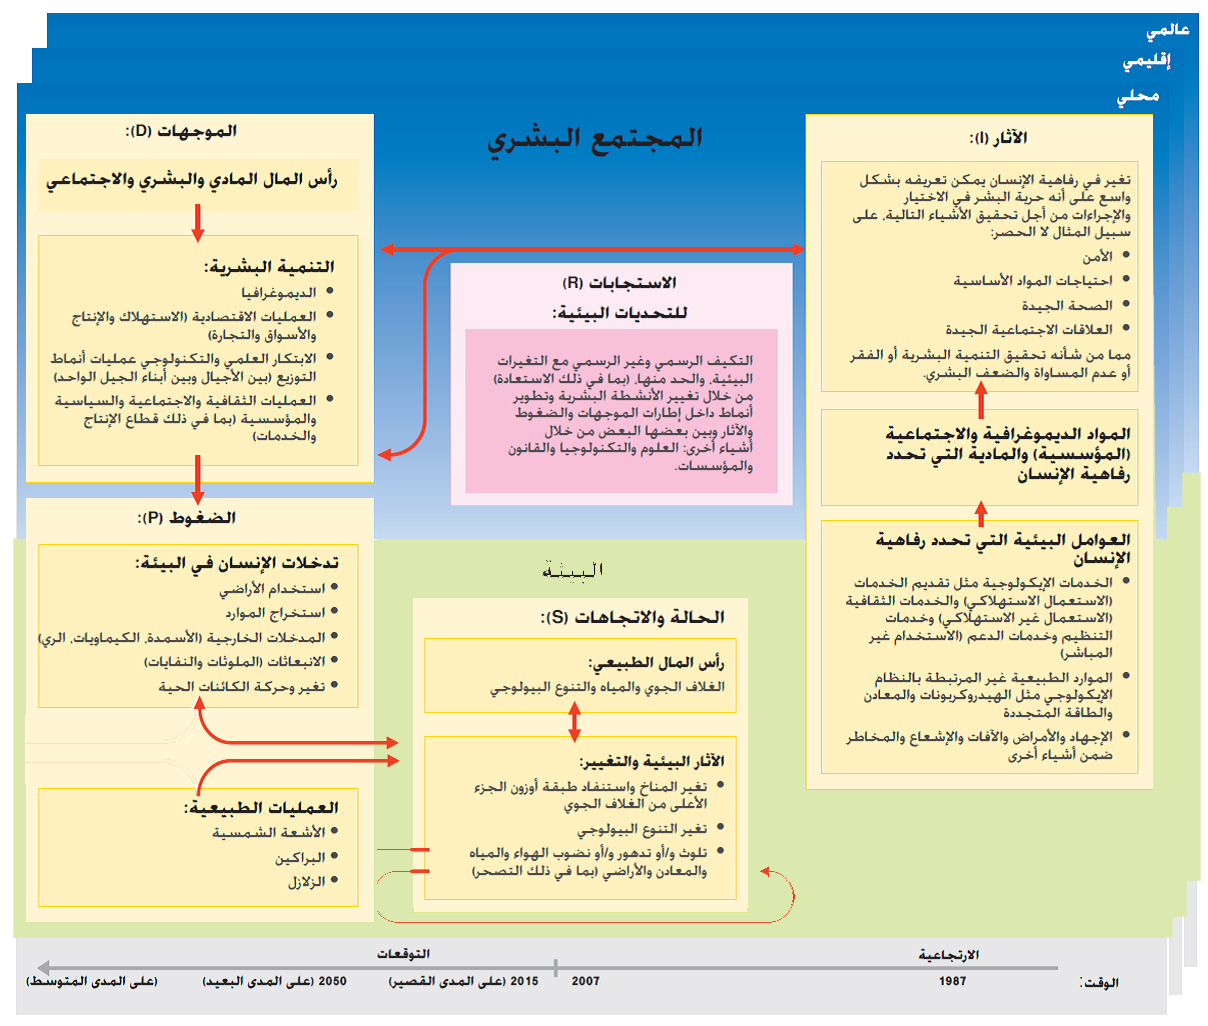 عالمي
إقليمي
محلي
المجتمع البشري
الآثار (I):
تغير في رفاهية الإنسان يمكن تعريفه بشكل
واسع على أنه حرية البشر في الاختيار
والإجراءات من أجل تحقيق الأشياء التالية، على
سبيل المثال لا الحصر:
• الأمن
• احتياجات المواد الأساسية
• الصحة الجيدة
• العلاقات الاجتماعية الجيدة
مما من شأنه تحقيق التنمية البشرية أو الفقر
أو عدم المساواة والضعف البشري.
المواد الديموغرافية والاجتماعية
(المؤسسية) والمادية التي تحدد
رفاهية الإنسان
العوامل البيئية التي تحدد رفاهية
الإنسان
• الخدمات الإيكولوجية مثل تقديم الخدمات
(الاستعمال الاستهلاكي) والخدمات الثقافية
(الاستعمال غير الاستهلاكي) وخدمات
التنظيم وخدمات الدعم (الاستخدام غير
المباشر)
• الموارد الطبيعية غير المرتبطة بالنظام
الإيكولوجي مثل الهيدروكربونات والمعادن
والطاقة المتجددة
• الإجهاد والأمراض والآفات والإشعاع والمخاطر
ضمن أشياء أخرى
الاستجابات (R)
للتحديات البيئية:
التكيف الرسمي وغير الرسمي مع التغيرات
البيئية، والحد منها، (بما في ذلك الاستعادة)
من خلال تغيير الأنشطة البشرية وتطوير
أنماط داخل إطارات الموجهات والضغوط
والآثار وبين بعضها البعض من خلال
أشياء أخرى: العلوم والتكنولوجيا والقانون
والمؤسسات.
الموجهات (D):
رأس المال المادي والبشري والاجتماعي
التنمية البشرية:
• الديموغرافيا
• العمليات الاقتصادية (الاستهلاك والإنتاج
والأسواق والتجارة)
• الابتكار العلمي والتكنولوجي عمليات أنماط
التوزيع (بين الأجيال وبين أبناء الجيل الواحد)
• العمليات الثقافية والاجتماعية والسياسية
والمؤسسية (بما في ذلك قطاع الإنتاج
والخدمات)
الضغوط (P):
تدخلات الإنسان في البيئة:
• استخدام الأراضي
• استخراج الموارد
• المدخلات الخارجية (الأسمدة، الكيماويات، الري)
• الانبعاثات (الملوثات والنفايات)
• تغير وحركة الكائنات الحية
العمليات الطبيعية:
• الأشعة الشمسية
• البراكين
• الزلازل
البيئة
الحالة والاتجاهات (S):
رأس المال الطبيعي:
الغلاف الجوي والمياه والتنوع البيولوجي
الآثار البيئية والتغيير:
• تغير المناخ واستنفاد طبقة أوزون الجزء
الأعلى من الغلاف الجوي
• تغير التنوع البيولوجي
• تلوث و/أو تدهور و/أو نضوب الهواء والمياه
والمعادن والأراضي (بما في ذلك التصحر)
الارتجاعية
التوقعات
الوقت:
1987
2007
2015 (على المدى القصير)
2050 (على المدى البعيد)
(على المدى المتوسط)